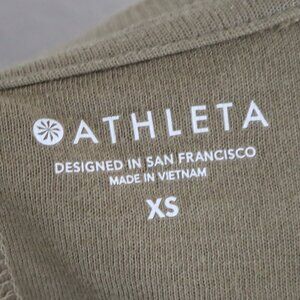 ATHLETA
DESIGNED IN SAN FRANCISCO
MADE IN VIETNAM
XS